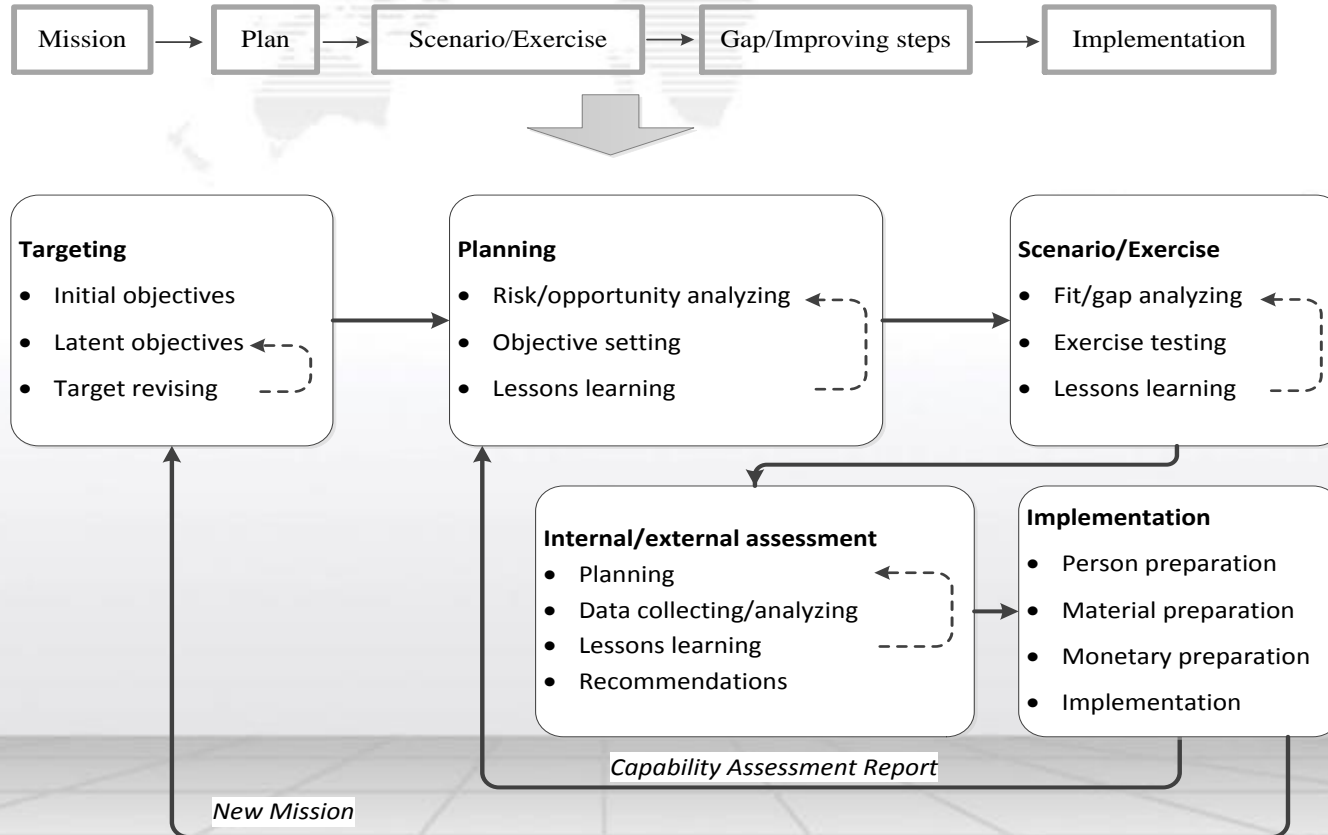 Mission
Plan
Scenario/Exercise
Gap/Improving steps
Implementation
Targeting
• Initial objectives
• Latent objectives
• Target revising
Planning
• Risk/opportunity analyzing
• Objective setting
• Lessons learning
Scenario/Exercise
• Fit/gap analyzing
• Exercise testing
• Lessons learning
Internal/external assessment
• Planning
• Data collecting/analyzing
• Lessons learning
• Recommendations
Implementation
• Person preparation
• Material preparation
• Monetary preparation
• Implementation
Capability Assessment Report
New Mission